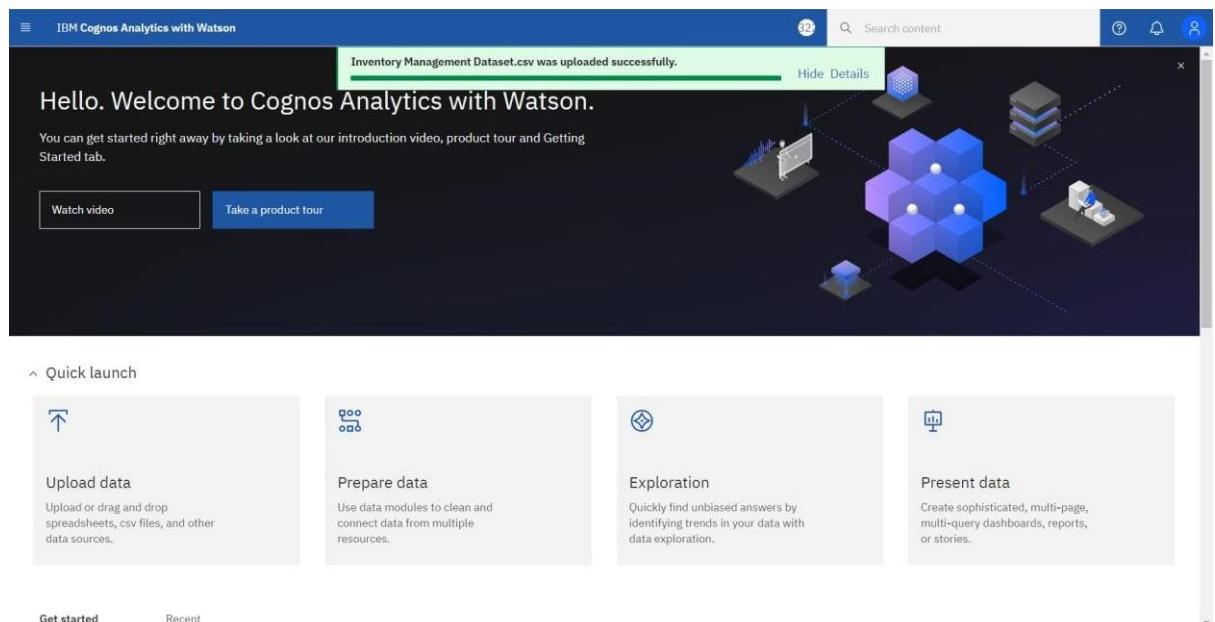 IBM Cognos Analytics with Watson
Search content
Inventory Management Dataset.csv was uploaded successfully.
Hide Details
Hello. Welcome to Cognos Analytics with Watson.
You can get started right away by taking a look at our introduction video, product tour and Getting
Started tab.
Watch video
Take a product tour
Quick launch
Upload data
Upload or drag and drop
spreadsheets, csv files, and other
data sources.
Prepare data
Use data modules to clean and
connect data from multiple
resources.
Exploration
Quickly find unbiased answers by
identifying trends in your data with
data exploration.
Present data
Create sophisticated, multi-page,
multi-query dashboards, reports,
or stories.
Get started
Recent